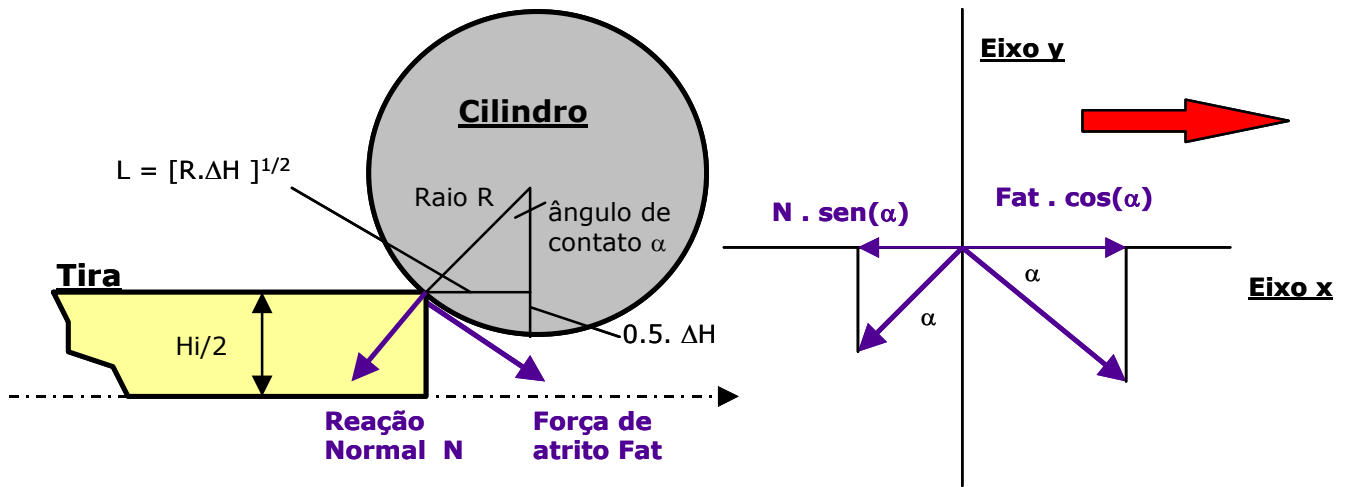 Cilindro
L = [R.ΔH ]1/2
Raio R
ângulo de
contato α
Tira
Hi/2
0.5. ΔH
Reação
Normal N
Força de
atrito Fat
Eixo y
N . sen(α)
Fat . cos(α)
α
α
Eixo x